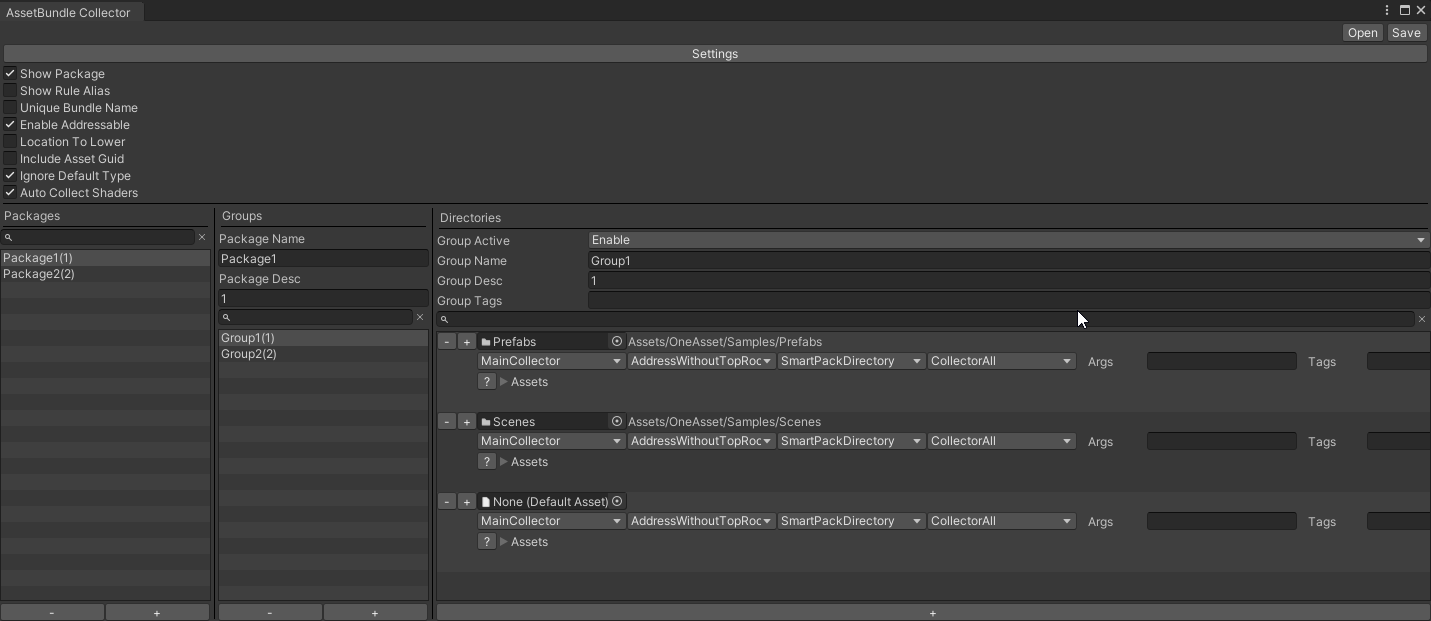 AssetBundle Collector
Open Save
Settings
Show Package
Show Rule Alias
Unique Bundle Name
Enable Addressable
Location To Lower
Include Asset Guid
Ignore Default Type
Auto Collect Shaders
Packages
Package1(1)
Package2(2)
- +
Groups
Package Name
Package1
Package Desc
1
Group1(1)
Group2(2)
- +
Directories
Group Active Enable
Group Name Group1
Group Desc 1
Group Tags
- + Prefabs Assets/OneAsset/Samples/Prefabs
MainCollector AddressWithoutTopRoc SmartPackDirectory CollectorAll Args Tags
? Assets
- + Scenes Assets/OneAsset/Samples/Scenes
MainCollector AddressWithoutTopRoc SmartPackDirectory CollectorAll Args Tags
? Assets
- + None (Default Asset)
MainCollector AddressWithoutTopRoc SmartPackDirectory CollectorAll Args Tags
? Assets
+